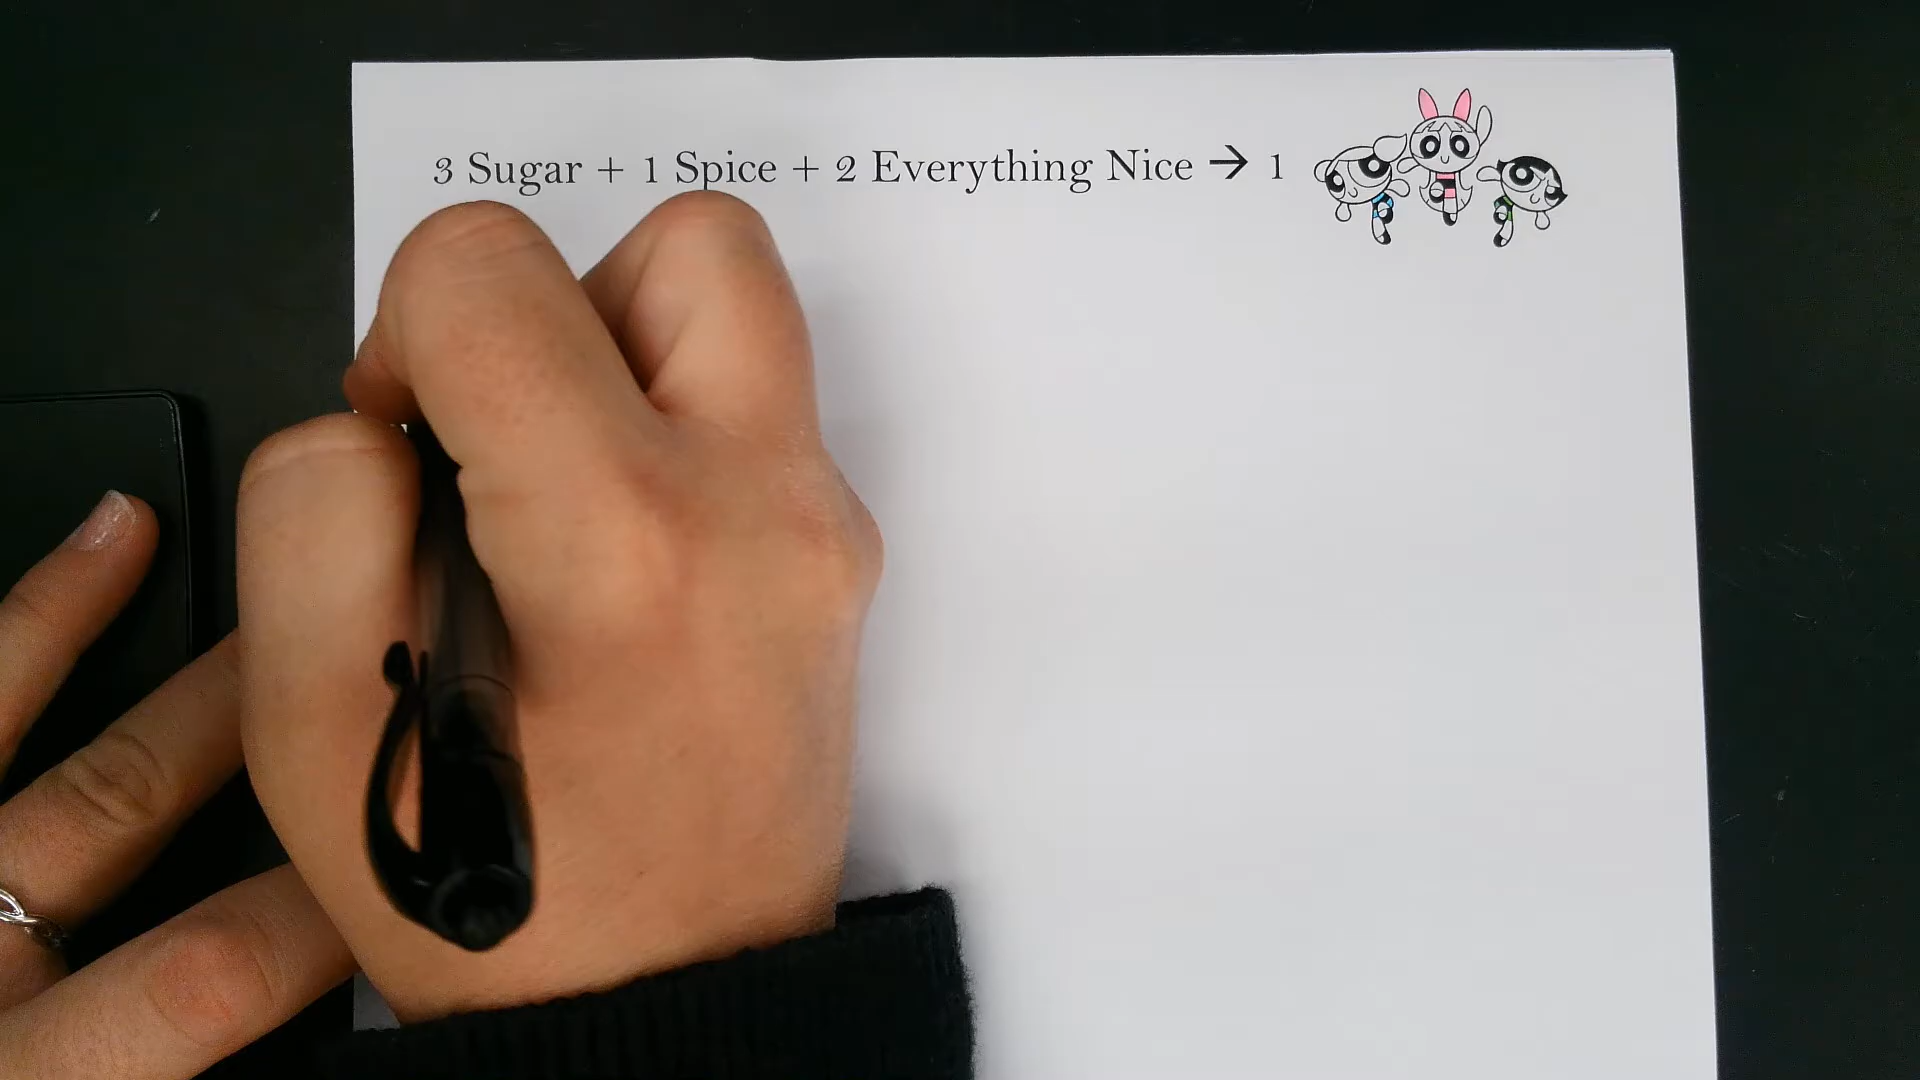 3 Sugar + 1 Spice + 2 Everything Nice → 1